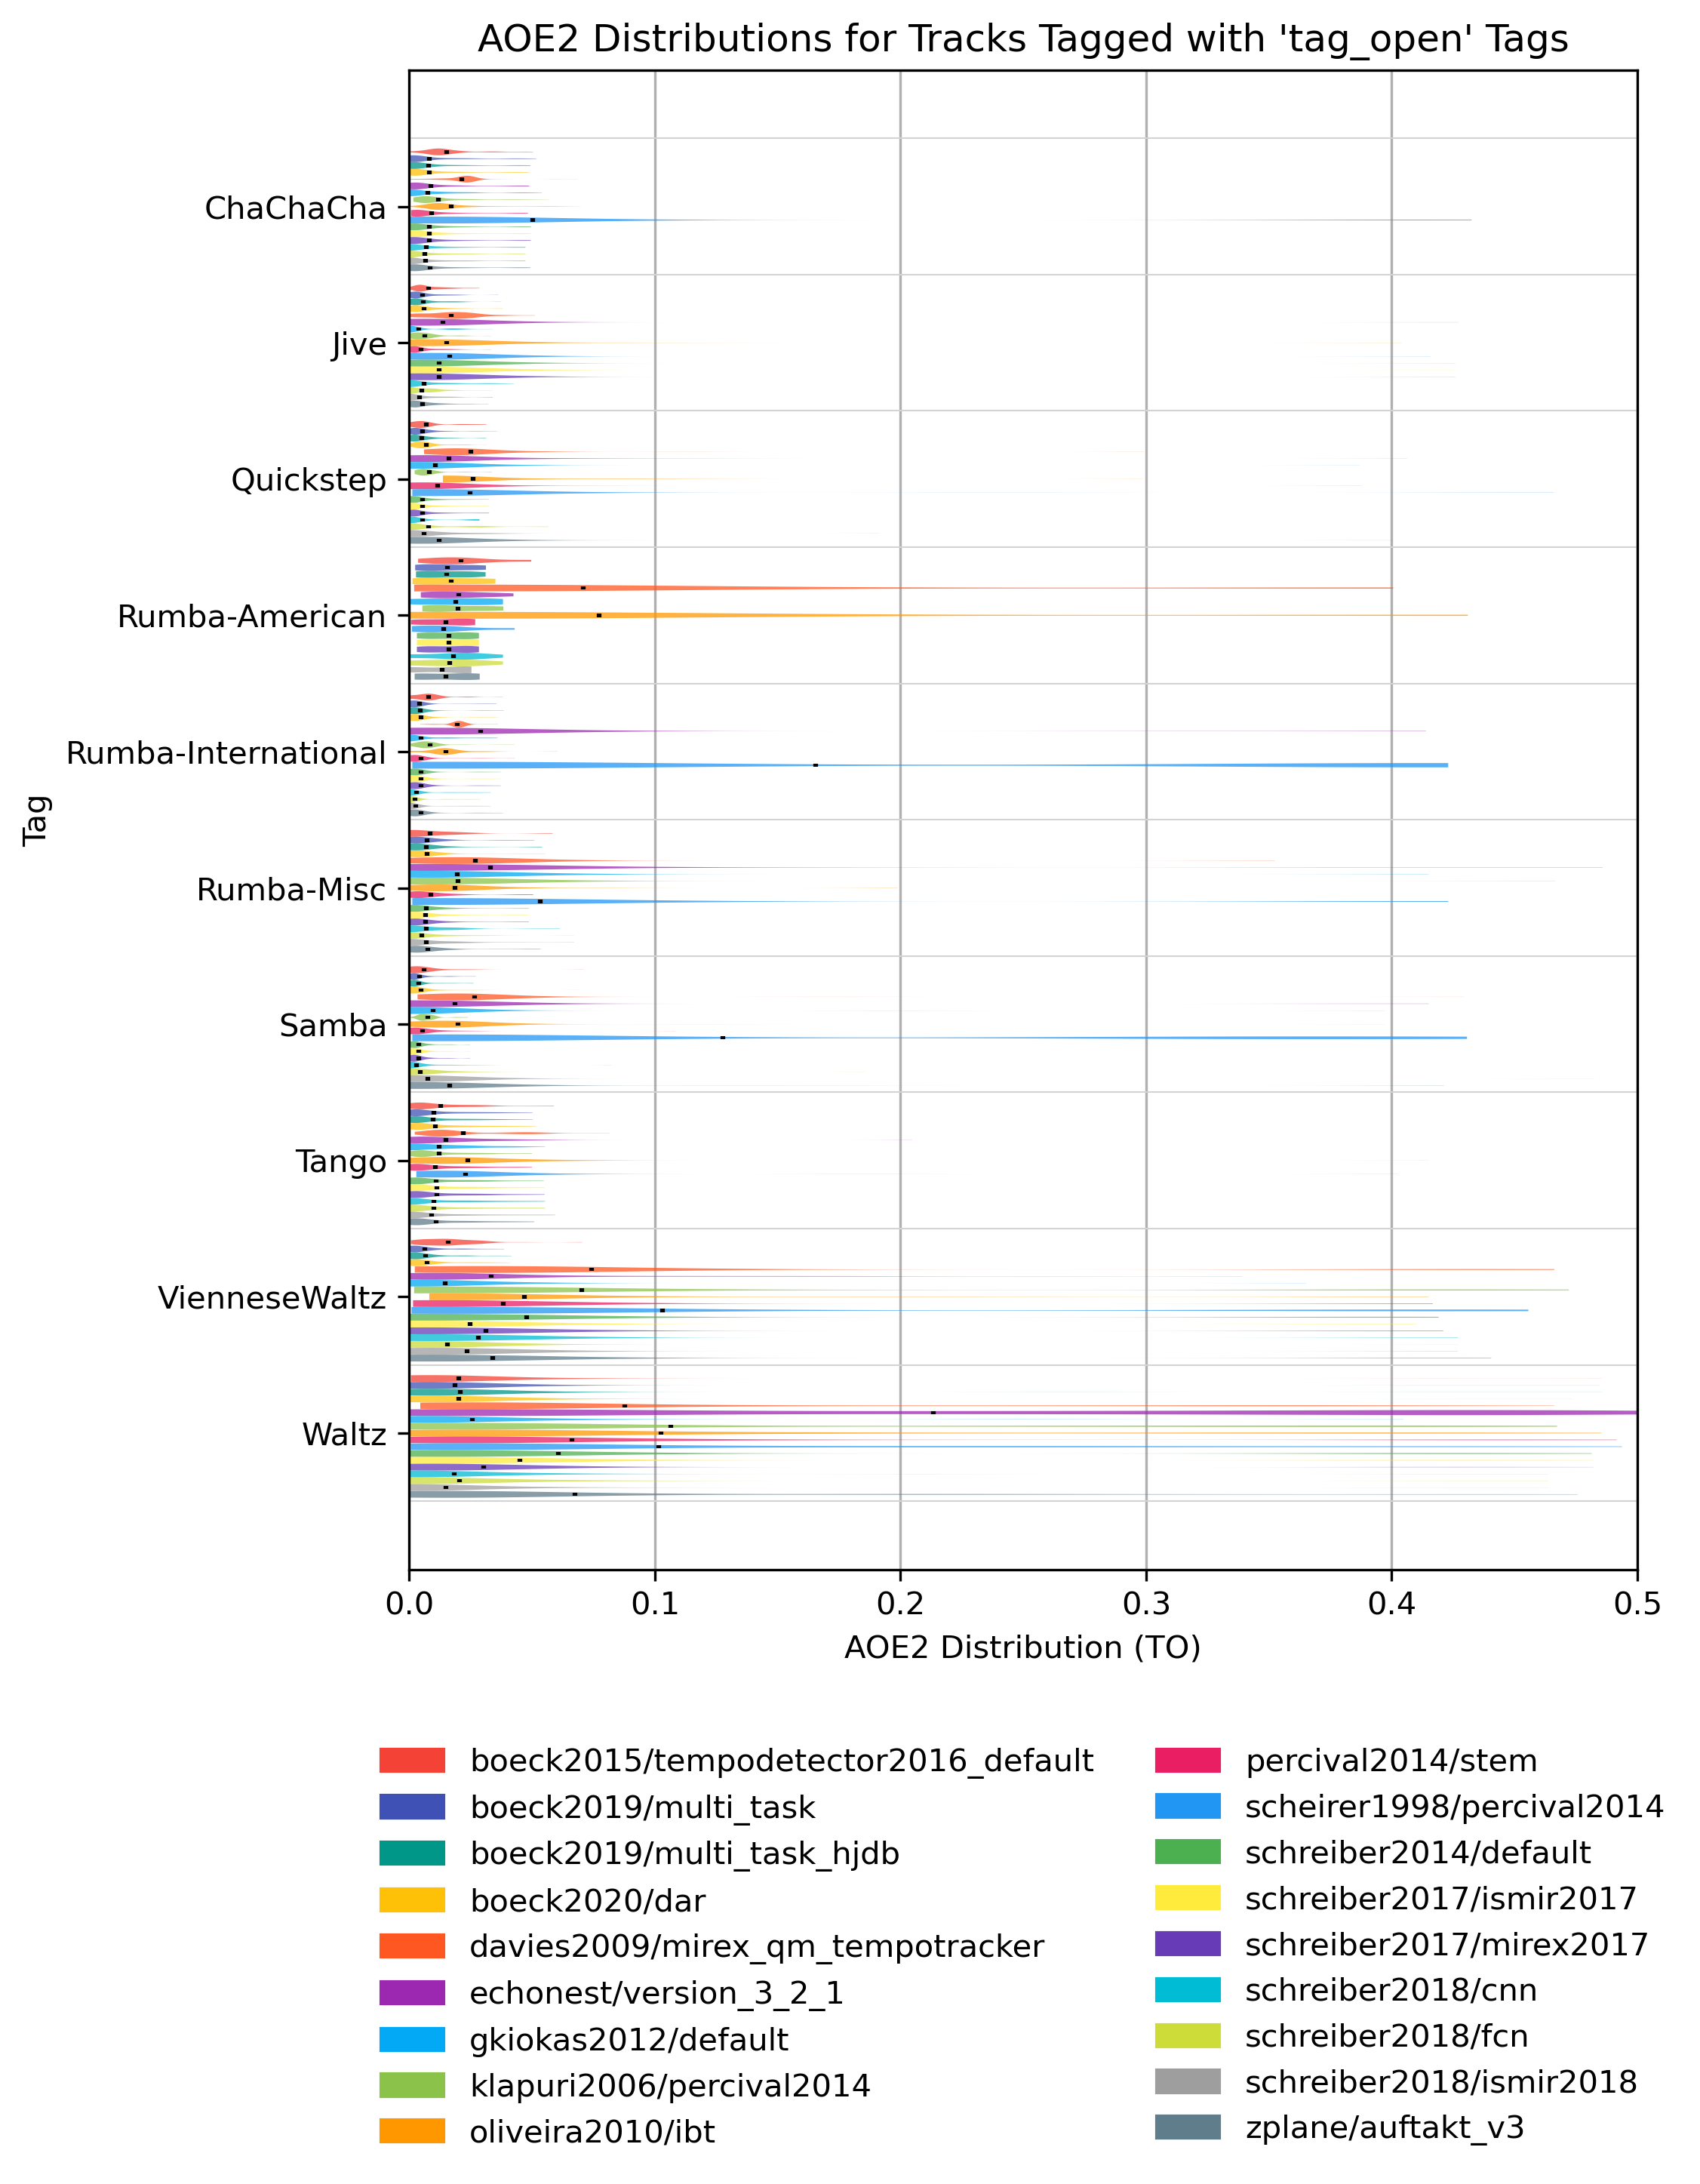 AOE2 Distributions for Tracks Tagged with 'tag_open' Tags
Tag
ChaChaCha
Jive
Quickstep
Rumba-American
Rumba-International
Rumba-Misc
Samba
Tango
VienneseWaltz
Waltz
0.0 0.1 0.2 0.3 0.4 0.5
AOE2 Distribution (TO)
boeck2015/tempodetector2016_default
boeck2019/multi_task
boeck2019/multi_task_hjdb
boeck2020/dar
davies2009/mirex_qm_tempotracker
echonest/version_3_2_1
gkiokas2012/default
klapuri2006/percival2014
oliveira2010/ibt
percival2014/stem
scheirer1998/percival2014
schreiber2014/default
schreiber2017/ismir2017
schreiber2017/mirex2017
schreiber2018/cnn
schreiber2018/fcn
schreiber2018/ismir2018
zplane/auftakt_v3